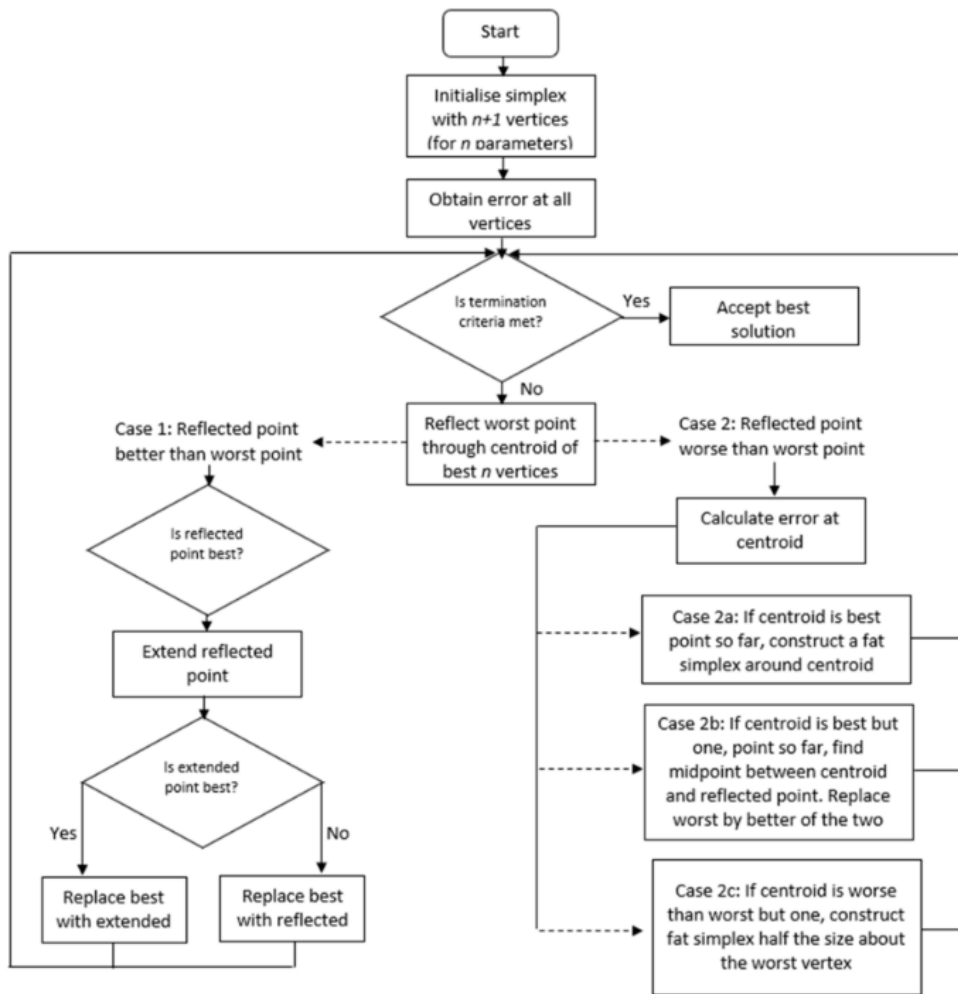 Start
Initialise simplex
with n+1 vertices
(for n parameters)
Obtain error at all
vertices
Is termination
criteria met?
Yes
Accept best
solution
No
Reflect worst point
through centroid of
best n vertices
Case 1: Reflected point
better than worst point
Case 2: Reflected point
worse than worst point
Is reflected
point best?
Extend reflected
point
Is extended
point best?
Yes
No
Replace best
with extended
Replace best
with reflected
Calculate error at
centroid
Case 2a: If centroid is best
point so far, construct a fat
simplex around centroid
Case 2b: If centroid is best but
one, point so far, find
midpoint between centroid
and reflected point. Replace
worst by better of the two
Case 2c: If centroid is worse
than worst but one, construct
fat simplex half the size about
the worst vertex